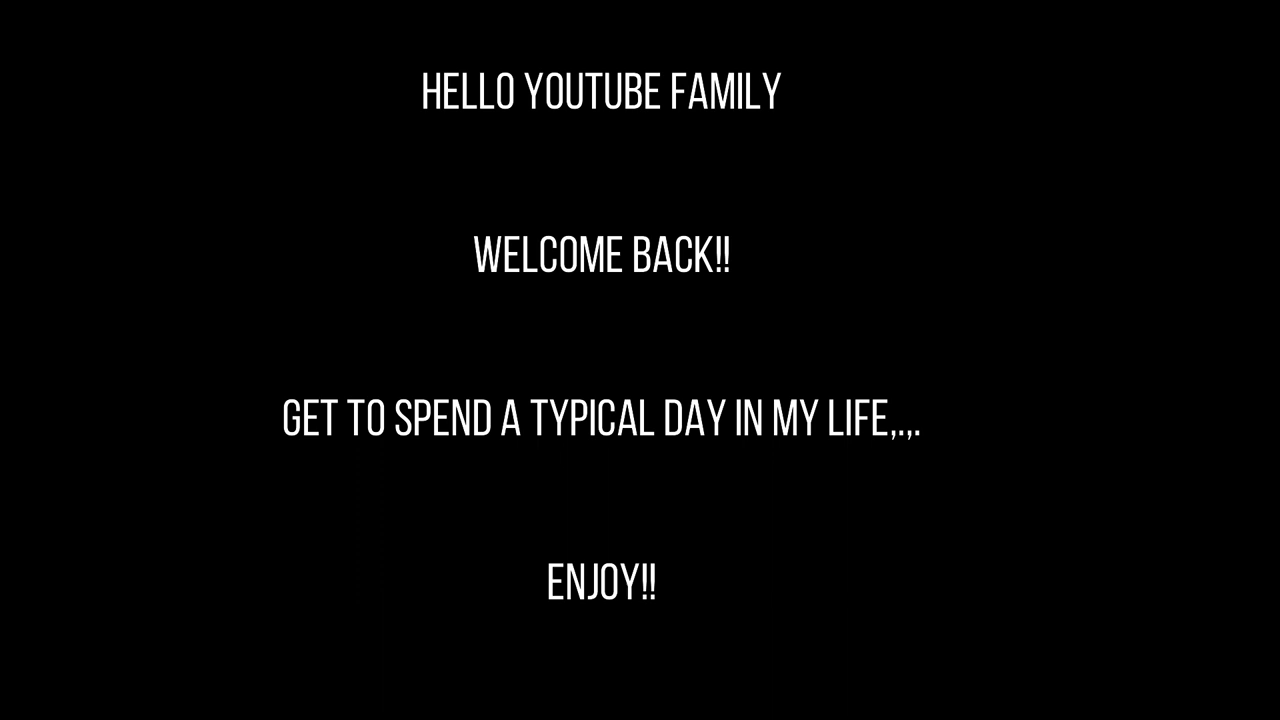 HELLO YOUTUBE FAMILY
WELCOME BACK!!
GET TO SPEND A TYPICAL DAY IN MY LIFE,.,.
ENJOY!!